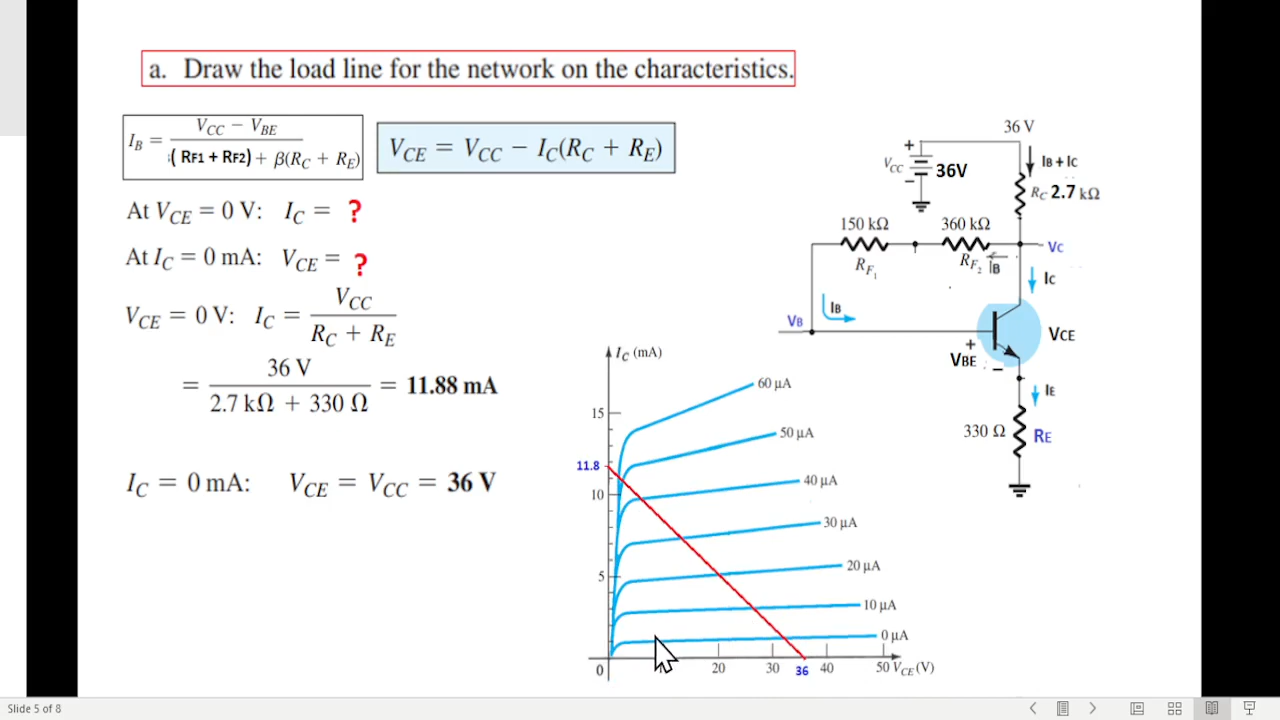 a. Draw the load line for the network on the characteristics.
I_B = (V_CC − V_BE) / (( RF1 + RF2) + β(R_C + R_E))
V_CE = V_CC − I_C(R_C + R_E)
At V_CE = 0 V: I_C = ?
At I_C = 0 mA: V_CE = ?
V_CE = 0 V: I_C = V_CC / (R_C + R_E)
= 36 V / (2.7 kΩ + 330 Ω) = 11.88 mA
I_C = 0 mA: V_CE = V_CC = 36 V
36 V
+
V_CC
36V
−
IB + IC
R_C 2.7 kΩ
150 kΩ
360 kΩ
VC
R_F1
R_F2
IB
IC
IB
VB
VCE
+
VBE
−
IE
330 Ω
RE
I_C (mA)
60 μA
15
50 μA
11.8
40 μA
10
30 μA
5
20 μA
10 μA
0 μA
0
20
30
36
40
50
V_CE (V)
Slide 5 of 8